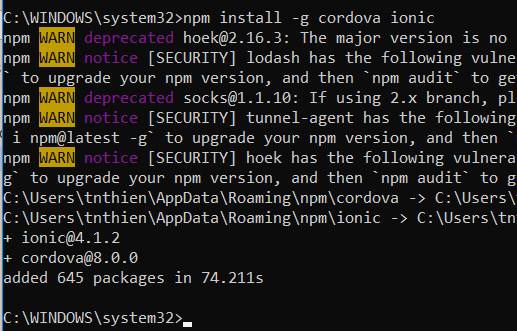 C:\WINDOWS\system32>npm install -g cordova ionic
npm WARN deprecated hoek@2.16.3: The major version is no
npm WARN notice [SECURITY] lodash has the following vulne
` to upgrade your npm version, and then `npm audit` to ge
npm WARN deprecated socks@1.1.10: If using 2.x branch, pl
npm WARN notice [SECURITY] tunnel-agent has the following
 i npm@latest -g` to upgrade your npm version, and then `
npm WARN notice [SECURITY] hoek has the following vulnera
g` to upgrade your npm version, and then `npm audit` to g
C:\Users\tnthien\AppData\Roaming\npm\cordova -> C:\Users\
C:\Users\tnthien\AppData\Roaming\npm\ionic -> C:\Users\tn
+ ionic@4.1.2
+ cordova@8.0.0
added 645 packages in 74.211s
C:\WINDOWS\system32>